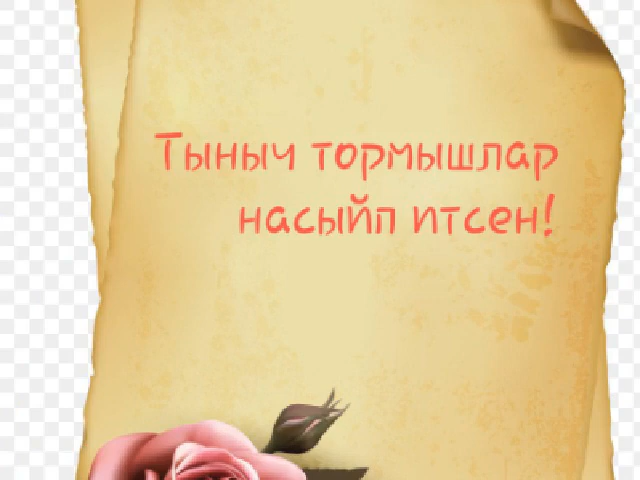 Тыныч тормышлар
насыйп итсен!